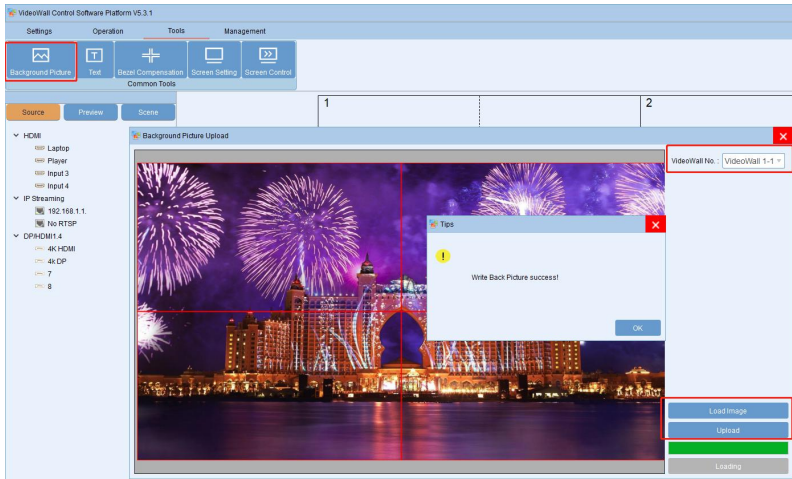 VideoWall Control Software Platform V5.3.1
Settings Operation Tools Management
T
Background Picture Text Bezel Compensation Screen Setting Screen Control
Common Tools
1 2
Source Preview Scene
Background Picture Upload
HDMI
Laptop
Player
Input 3
Input 4
IP Streaming
192.168.1.1.
No RTSP
DP/HDMI1.4
4K HDMI
4k DP
7
8
VideoWall No. : VideoWall 1-1
Tips
Write Back Picture success!
OK
Load Image
Upload
Loading